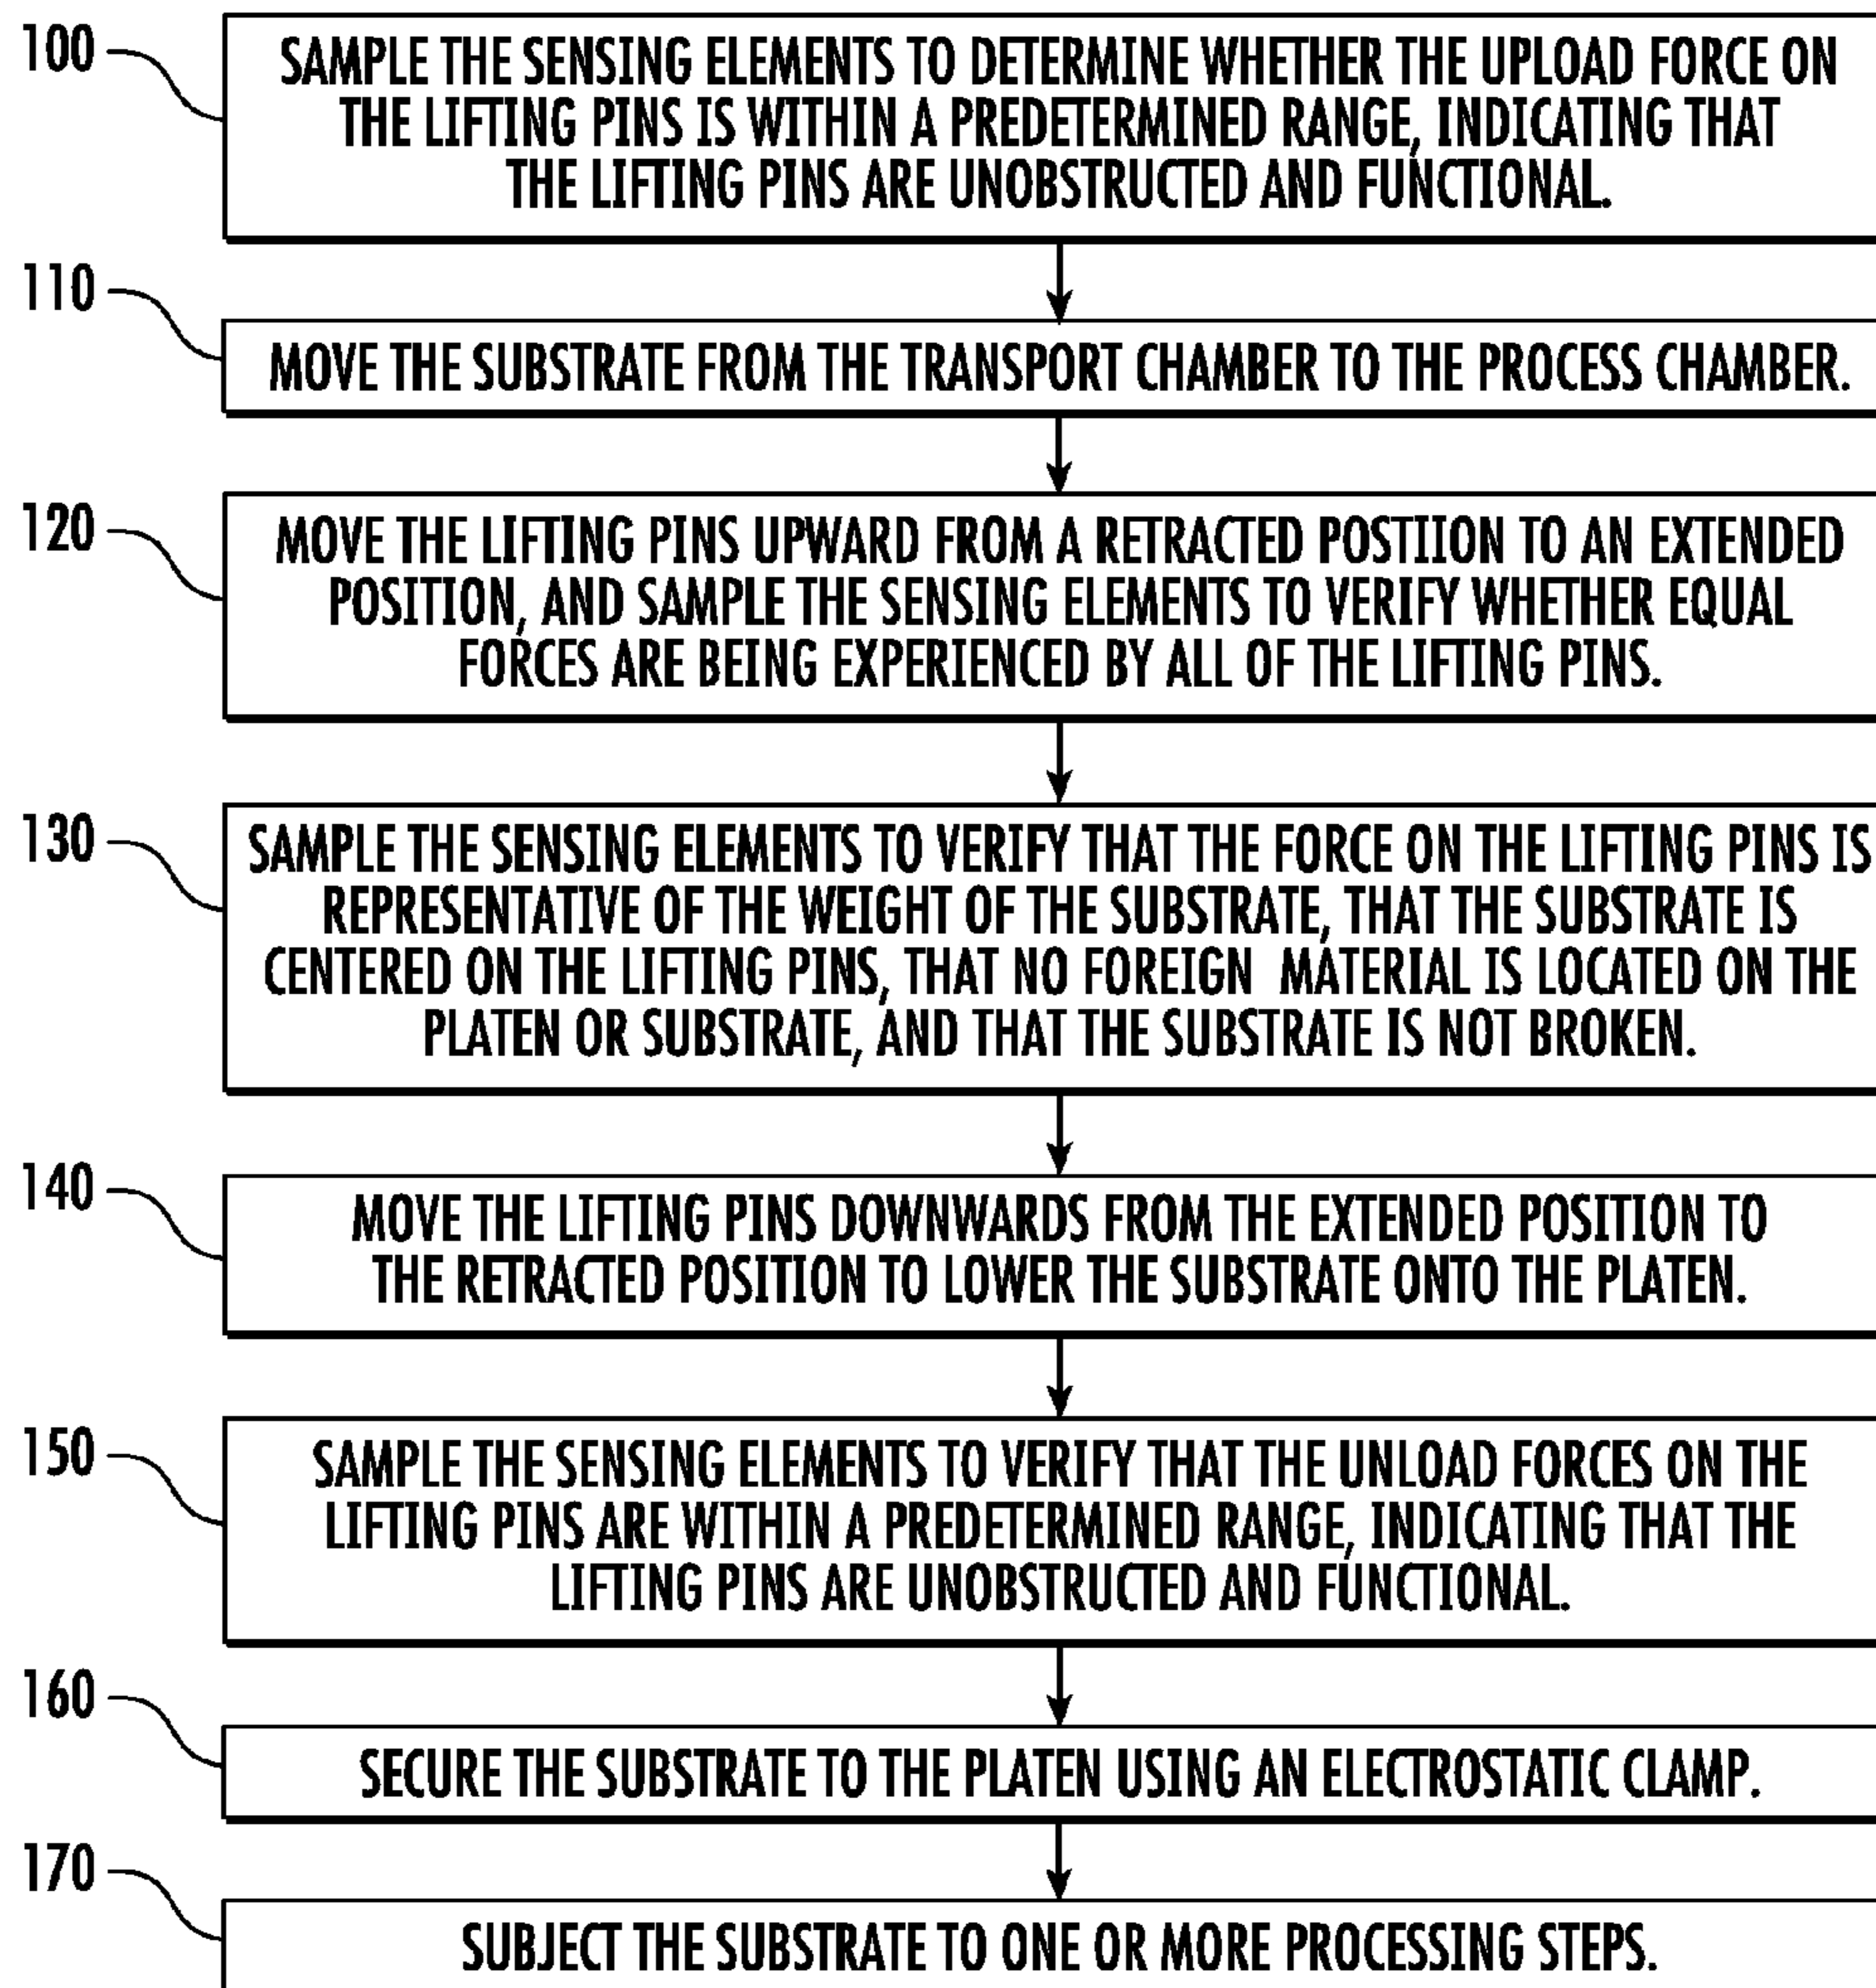 100
SAMPLE THE SENSING ELEMENTS TO DETERMINE WHETHER THE UPLOAD FORCE ON
THE LIFTING PINS IS WITHIN A PREDETERMINED RANGE, INDICATING THAT
THE LIFTING PINS ARE UNOBSTRUCTED AND FUNCTIONAL.
110
MOVE THE SUBSTRATE FROM THE TRANSPORT CHAMBER TO THE PROCESS CHAMBER.
120
MOVE THE LIFTING PINS UPWARD FROM A RETRACTED POSTIION TO AN EXTENDED
POSITION, AND SAMPLE THE SENSING ELEMENTS TO VERIFY WHETHER EQUAL
FORCES ARE BEING EXPERIENCED BY ALL OF THE LIFTING PINS.
130
SAMPLE THE SENSING ELEMENTS TO VERIFY THAT THE FORCE ON THE LIFTING PINS IS
REPRESENTATIVE OF THE WEIGHT OF THE SUBSTRATE, THAT THE SUBSTRATE IS
CENTERED ON THE LIFTING PINS, THAT NO FOREIGN MATERIAL IS LOCATED ON THE
PLATEN OR SUBSTRATE, AND THAT THE SUBSTRATE IS NOT BROKEN.
140
MOVE THE LIFTING PINS DOWNWARDS FROM THE EXTENDED POSITION TO
THE RETRACTED POSITION TO LOWER THE SUBSTRATE ONTO THE PLATEN.
150
SAMPLE THE SENSING ELEMENTS TO VERIFY THAT THE UNLOAD FORCES ON THE
LIFTING PINS ARE WITHIN A PREDETERMINED RANGE, INDICATING THAT THE
LIFTING PINS ARE UNOBSTRUCTED AND FUNCTIONAL.
160
SECURE THE SUBSTRATE TO THE PLATEN USING AN ELECTROSTATIC CLAMP.
170
SUBJECT THE SUBSTRATE TO ONE OR MORE PROCESSING STEPS.